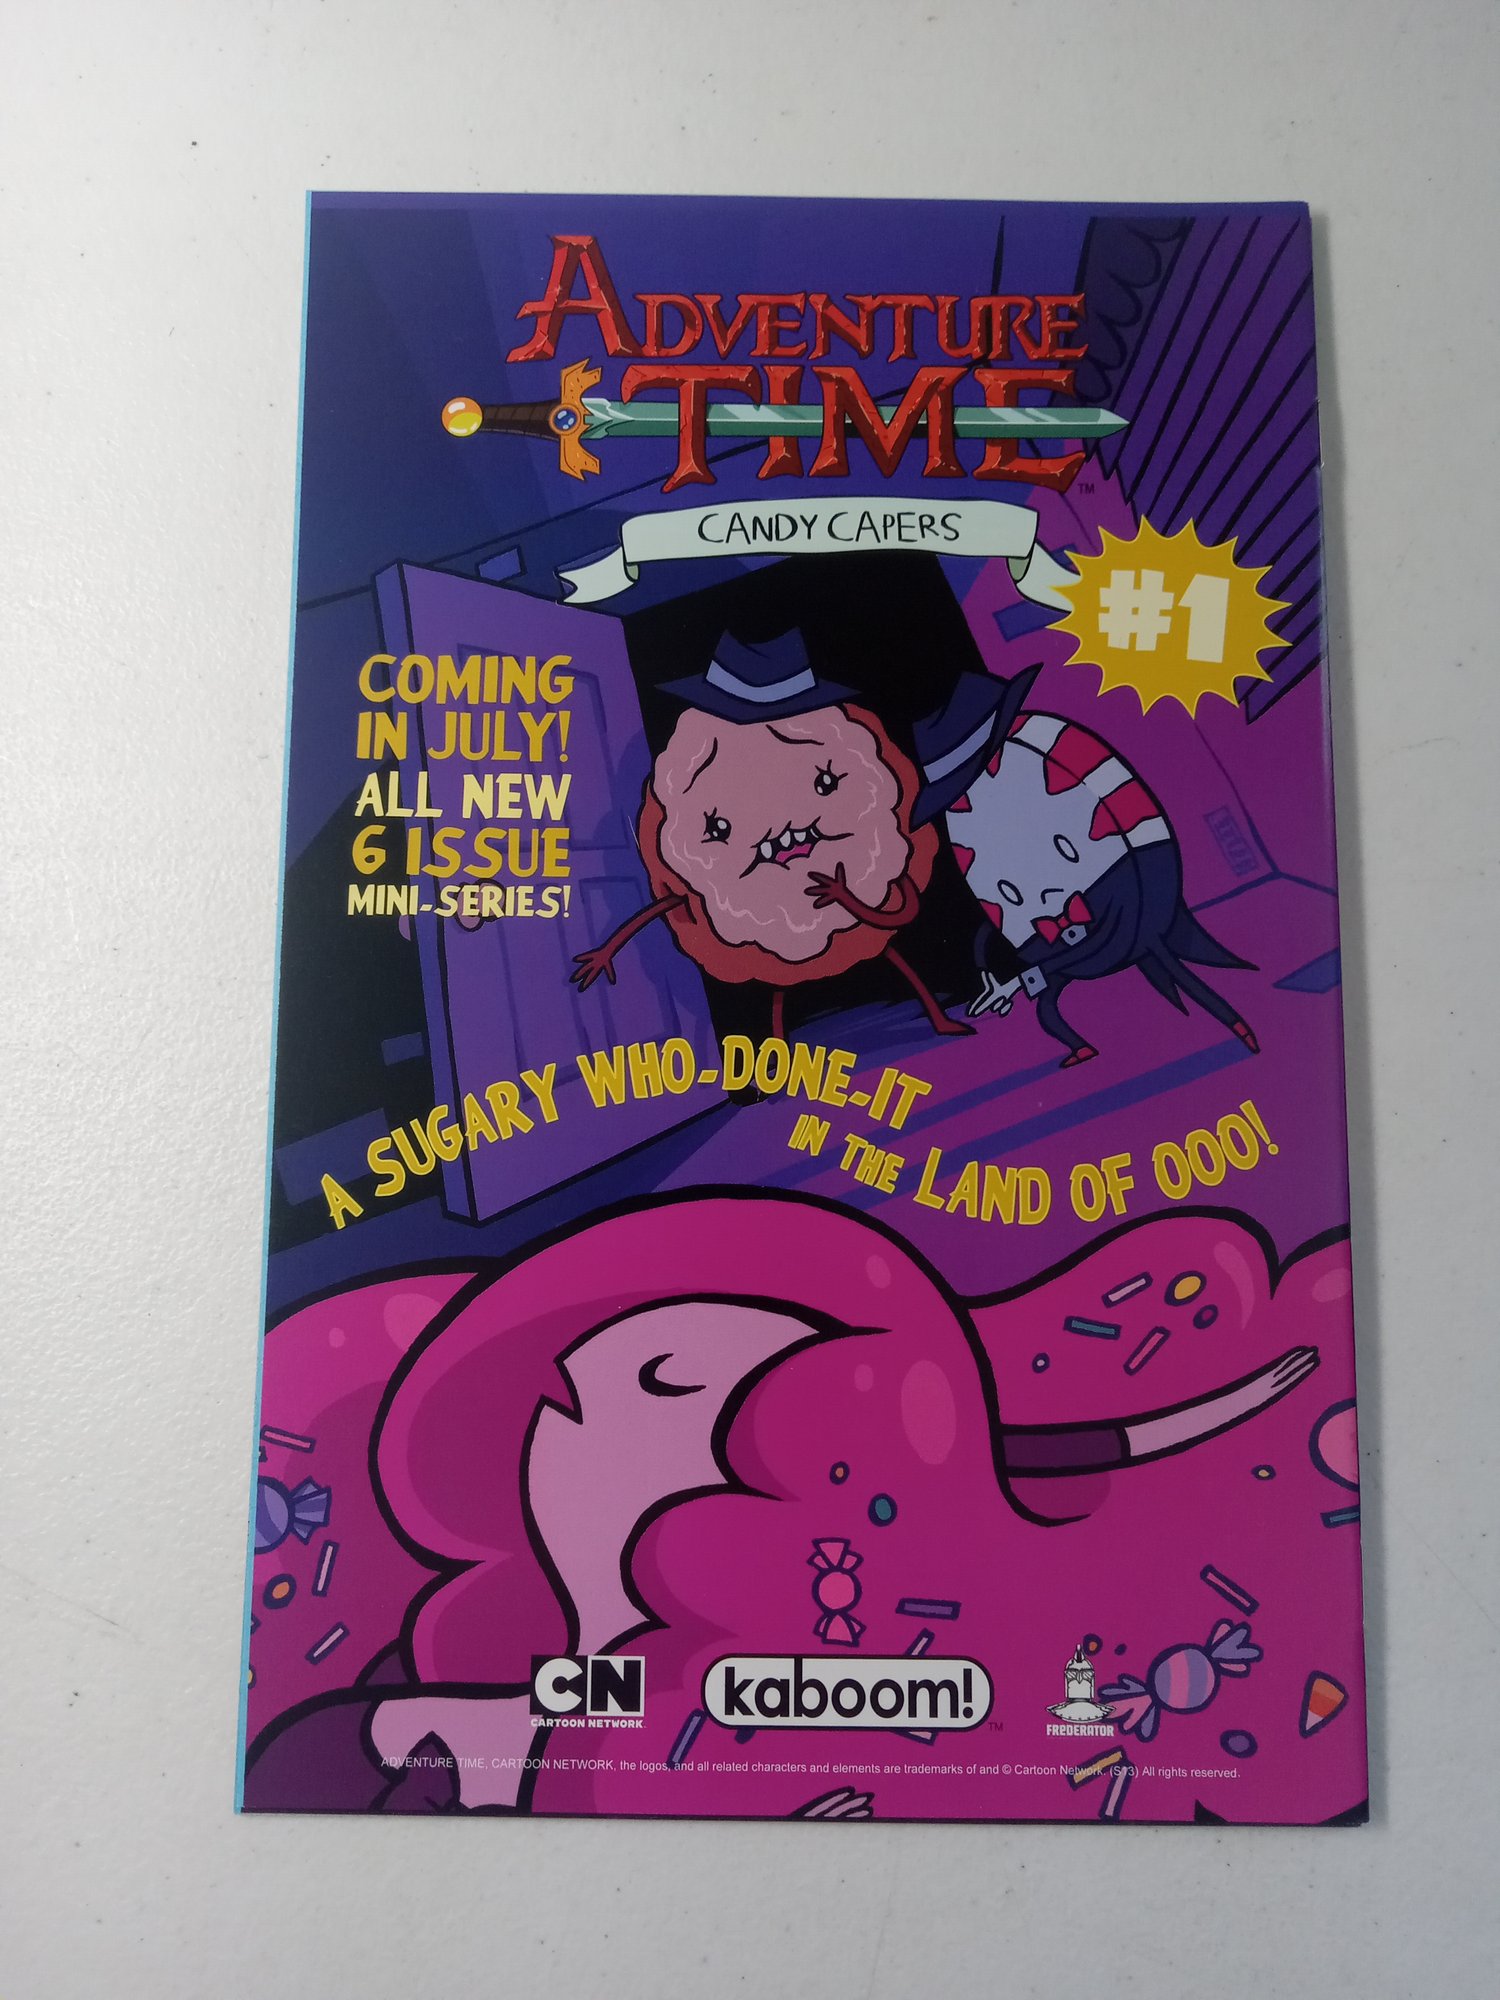 ADVENTURE
TIME
TM
CANDY CAPERS
#1
COMING
IN JULY!
ALL NEW
6 ISSUE
MINI-SERIES!
A SUGARY WHO-DONE-IT
IN THE LAND OF OOO!
CN
CARTOON NETWORK.
kaboom!
TM
FREDERATOR
ADVENTURE TIME, CARTOON NETWORK, the logos, and all related characters and elements are trademarks of and © Cartoon Network. (S13) All rights reserved.